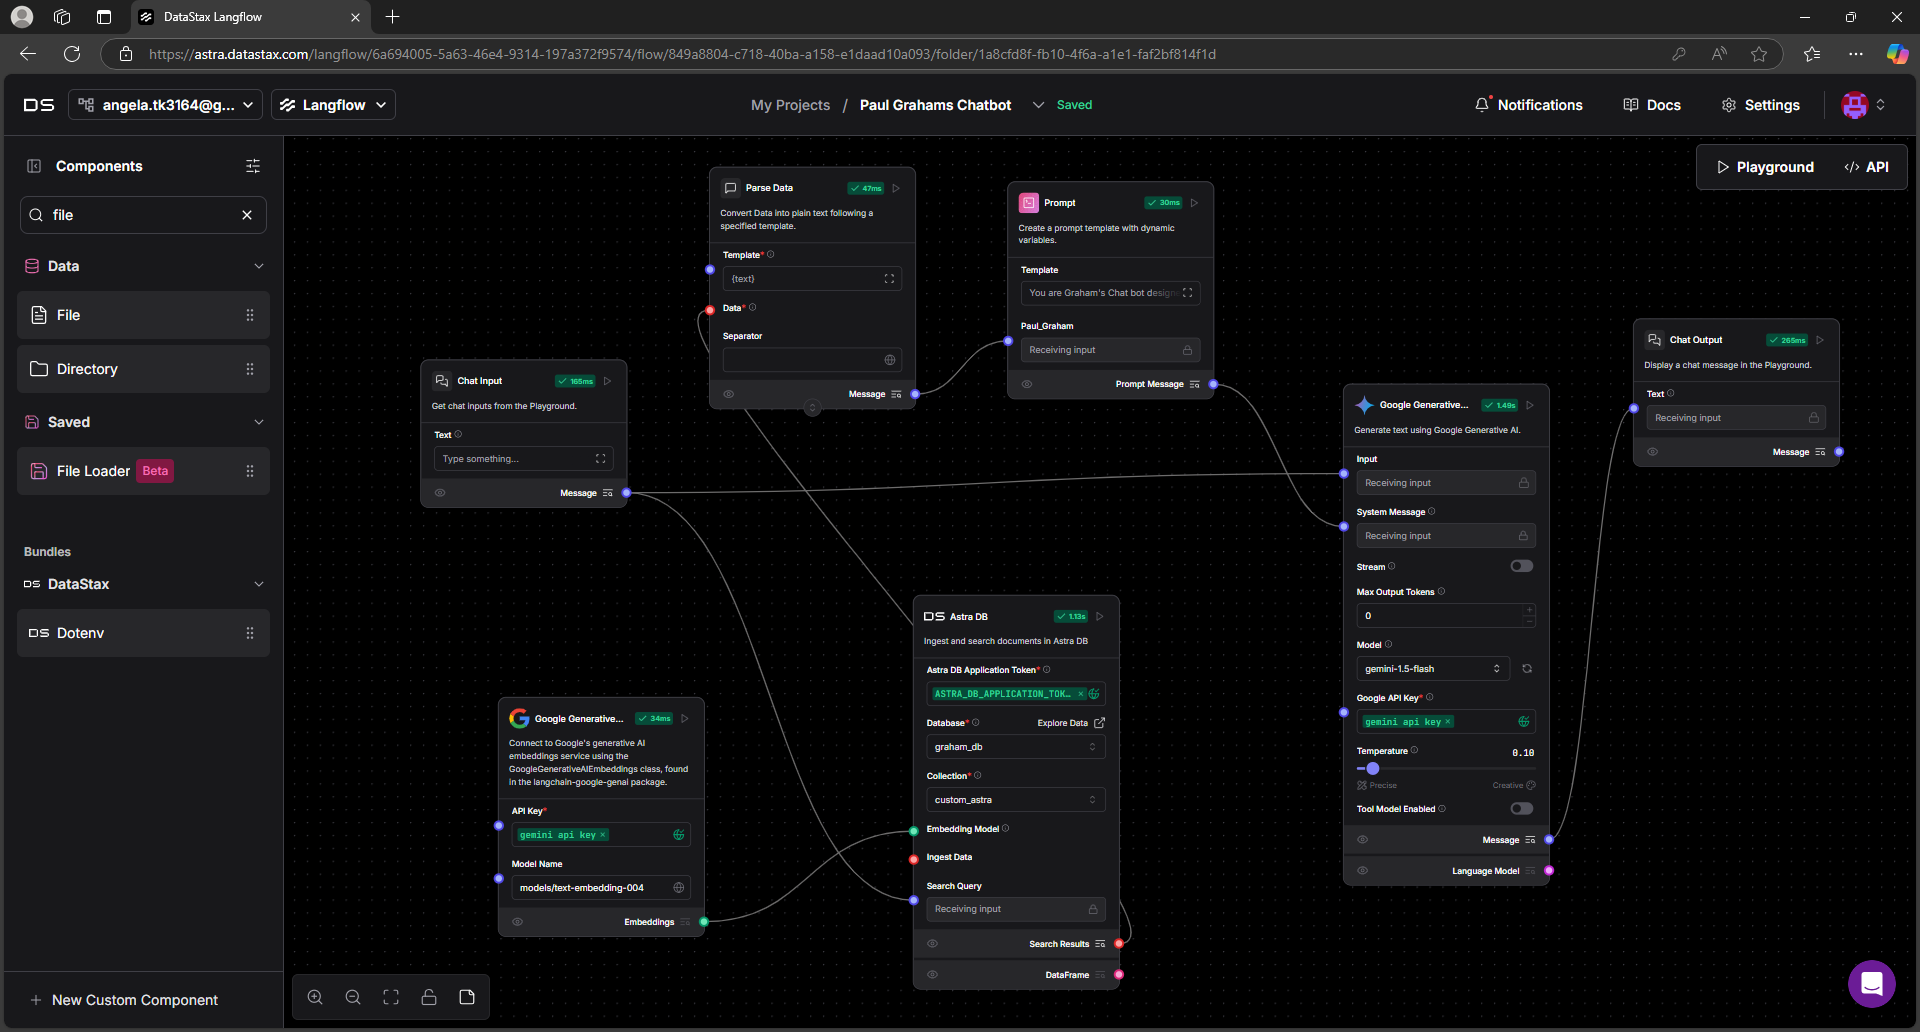 DataStax Langflow
https://astra.datastax.com/langflow/6a694005-5a63-46e4-9314-197a372f9574/flow/849a8804-c718-40ba-a158-e1daad10a093/folder/1a8cfd8f-fb10-4f6a-a1e1-faf2bf814f1d
DS
angela.tk3164@g...
Langflow
My Projects / Paul Grahams Chatbot
Saved
Notifications
Docs
Settings
Components
file
Data
File
Directory
Saved
File Loader Beta
Bundles
DS DataStax
DS Dotenv
+ New Custom Component
Playground
</> API
Parse Data
47ms
Convert Data into plain text following a
specified template.
Template*
{text}
Data*
Separator
Message
Prompt
30ms
Create a prompt template with dynamic
variables.
Template
You are Graham's Chat bot design
Paul_Graham
Receiving input
Prompt Message
Chat Input
165ms
Get chat inputs from the Playground.
Text
Type something...
Message
Chat Output
265ms
Display a chat message in the Playground.
Text
Receiving input
Message
Google Generative...
1.49s
Generate text using Google Generative AI.
Input
Receiving input
System Message
Receiving input
Stream
Max Output Tokens
0
Model
gemini-1.5-flash
Google API Key*
gemini api key ×
Temperature
0.10
Precise
Creative
Tool Model Enabled
Message
Language Model
DS Astra DB
1.13s
Ingest and search documents in Astra DB
Astra DB Application Token*
ASTRA_DB_APPLICATION_TOK... ×
Database*
Explore Data
graham_db
Collection*
custom_astra
Embedding Model
Ingest Data
Search Query
Receiving input
Search Results
DataFrame
Google Generative...
34ms
Connect to Google's generative AI
embeddings service using the
GoogleGenerativeAIEmbeddings class, found
in the langchain-google-genai package.
API Key*
gemini api key ×
Model Name
models/text-embedding-004
Embeddings